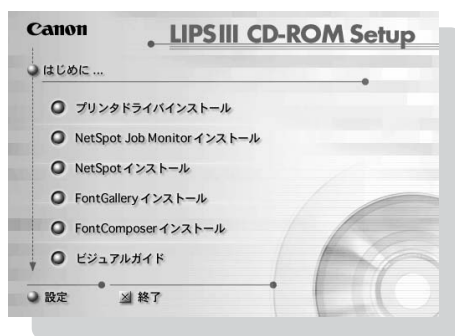 Canon
LIPSIII CD-ROM Setup
はじめに ...
プリンタドライバインストール
NetSpot Job Monitorインストール
NetSpotインストール
FontGalleryインストール
FontComposerインストール
ビジュアルガイド
設定
終了